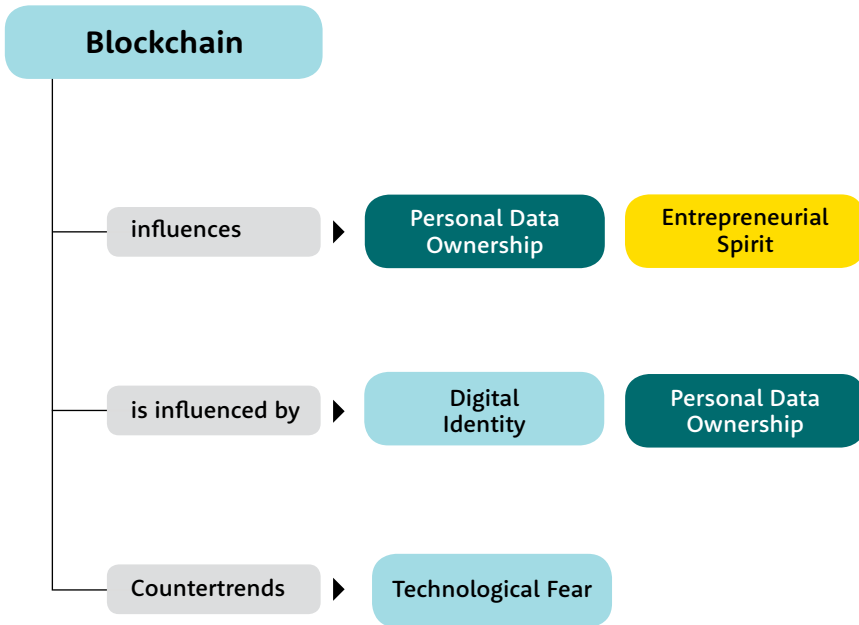 Blockchain
influences
Personal Data
Ownership
Entrepreneurial
Spirit
is influenced by
Digital
Identity
Personal Data
Ownership
Countertrends
Technological Fear